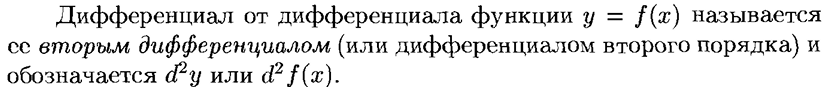 Дифференциал от дифференциала функции y = f(x) называется
ее вторым дифференциалом (или дифференциалом второго порядка) и
обозначается d²y или d²f(x).